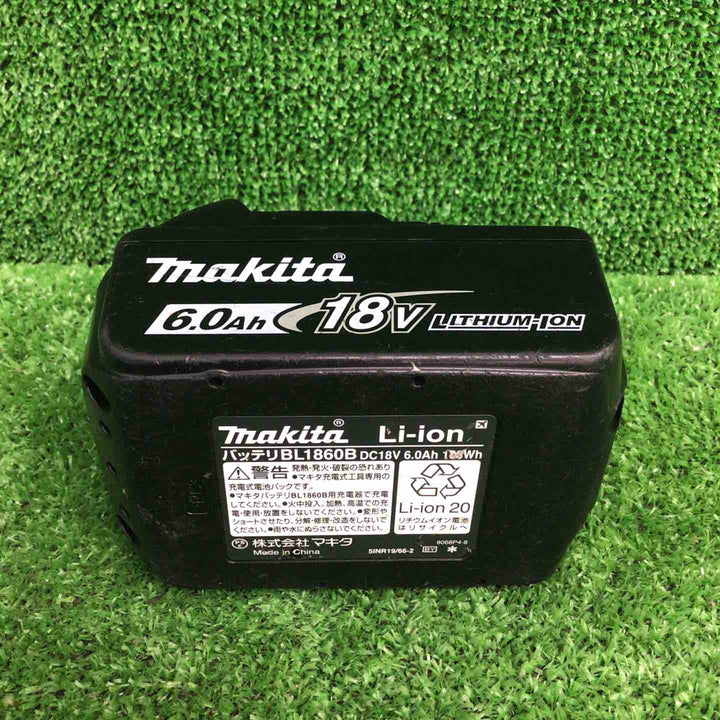 makita®
6.0Ah 18V LITHIUM-ION
makita® Li-ion
バッテリBL1860B DC18V 6.0Ah 108Wh
警告 発熱・発火・破裂の恐れあり
●マキタ充電式工具専用の
充電式電池パックです。
●マキタバッテリBL1860B用充電器で充電
してください。●火中投入、加熱、高温での充
電・使用・放置をしないでください。●変形や
ショートさせたり、分解・修理・改造をしないで
ください。●雨や水にぬらさないでください。
株式会社マキタ
Made in China
Li-ion 20
リチウムイオン電池
はリサイクルへ
8068P4-8
5INR19/66-2 BY *